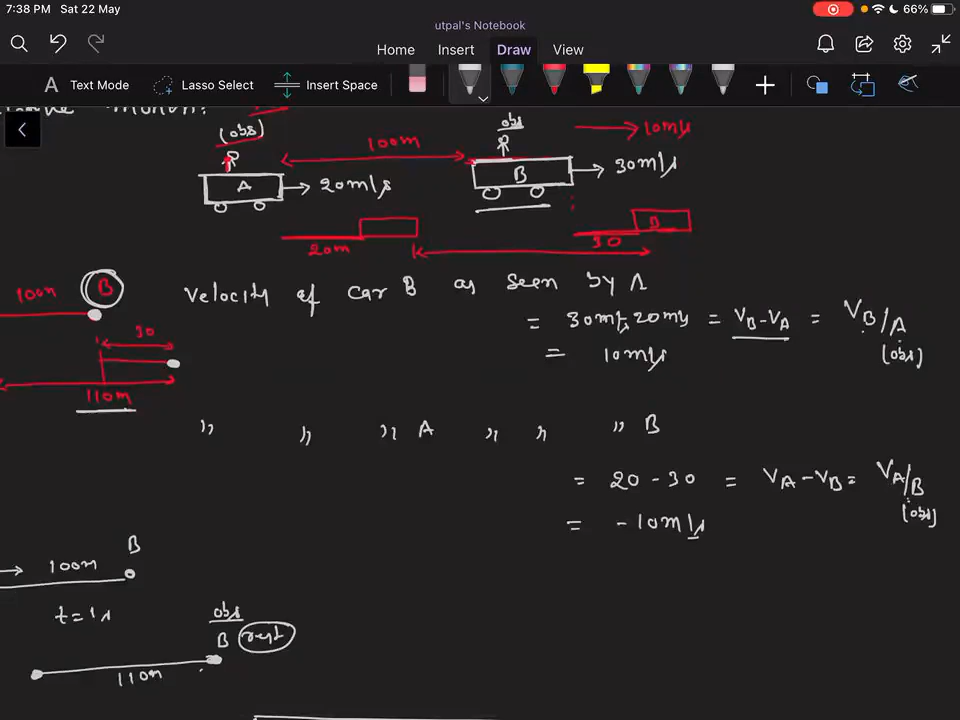 7:38 PM Sat 22 May
66%
utpal's Notebook
Home Insert Draw View
A Text Mode Lasso Select Insert Space
(obs)
obs
10m/s
100m
A
20m/s
B
30m/s
20m
30
B
100m
B
Velocity of car B as seen by A
30
= 30m/s-20m/s = VB-VA = VB/A
(obs)
= 10m/s
110m
,, ,, ,, A ,, ,, ,, B
= 20 - 30 = VA-VB = VA/B
(obs)
= -10m/s
B
100m
t=1s
obs
B rest
110m